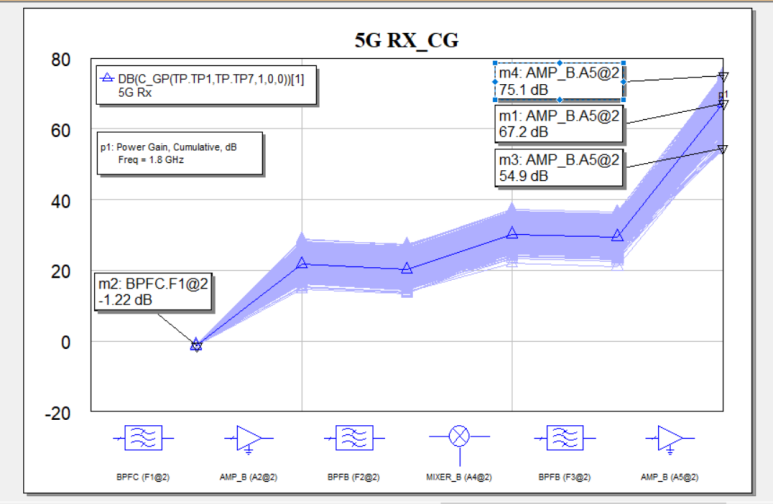 5G RX_CG
80
60
40
20
0
-20
DB(C_GP(TP.TP1,TP.TP7,1,0,0))[1]
5G Rx
p1: Power Gain, Cumulative, dB
Freq = 1.8 GHz
m4: AMP_B.A5@2
75.1 dB
p1
m1: AMP_B.A5@2
67.2 dB
m3: AMP_B.A5@2
54.9 dB
m2: BPFC.F1@2
-1.22 dB
BPFC (F1@2)
AMP_B (A2@2)
BPFB (F2@2)
MIXER_B (A4@2)
BPFB (F3@2)
AMP_B (A5@2)